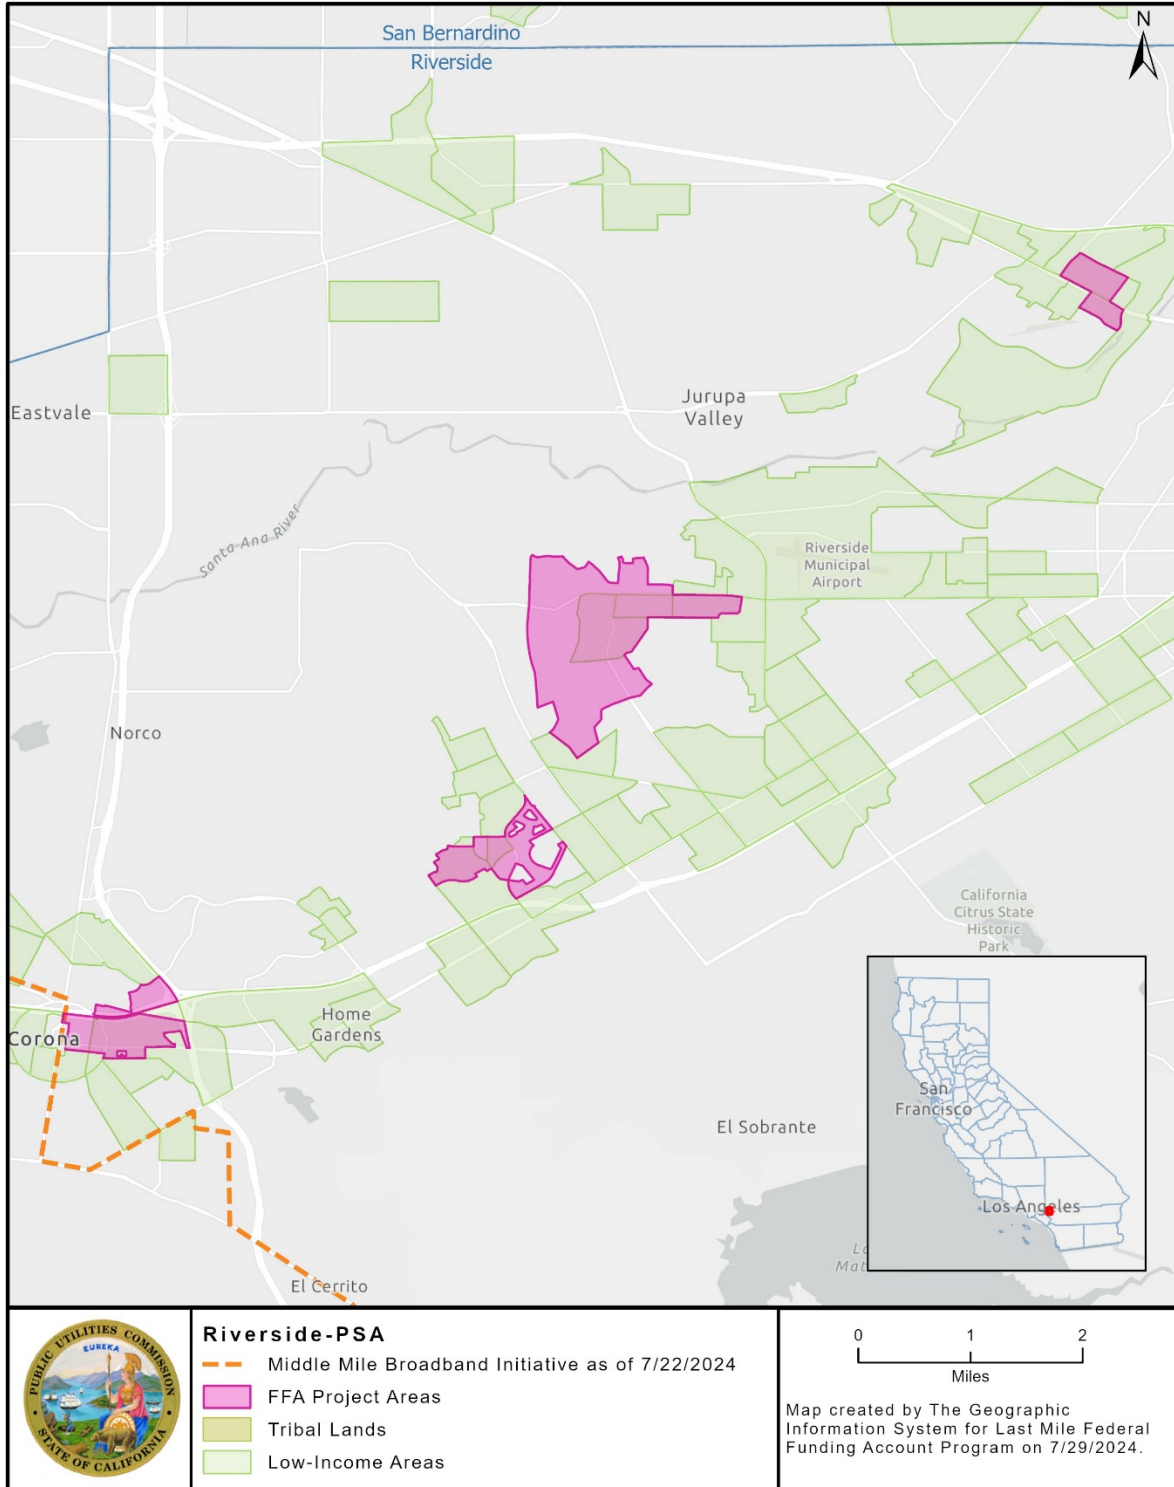 San Bernardino
Riverside
N
Eastvale
Jurupa
Valley
Santa Ana River
Riverside
Municipal
Airport
Norco
California
Citrus State
Historic
Park
Corona
Home
Gardens
El Sobrante
El Cerrito
San
Francisco
Los Angeles
PUBLIC UTILITIES COMMISSION
EUREKA
STATE OF CALIFORNIA
Riverside-PSA
Middle Mile Broadband Initiative as of 7/22/2024
FFA Project Areas
Tribal Lands
Low-Income Areas
0 1 2
Miles
Map created by The Geographic
Information System for Last Mile Federal
Funding Account Program on 7/29/2024.